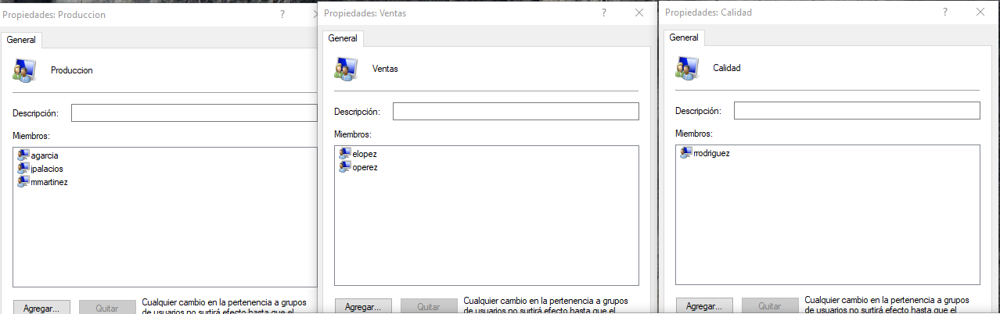 Propiedades: Produccion
General
Produccion
Descripción:
Miembros:
agarcia
jpalacios
mmartinez
Agregar...
Quitar
Cualquier cambio en la pertenencia a grupos
de usuarios no surtirá efecto hasta que el
Propiedades: Ventas
General
Ventas
Descripción:
Miembros:
elopez
operez
Agregar...
Quitar
Cualquier cambio en la pertenencia a grupos
de usuarios no surtirá efecto hasta que el
Propiedades: Calidad
General
Calidad
Descripción:
Miembros:
rrodriguez
Agregar...
Quitar
Cualquier cambio en la pertenencia a grupos
de usuarios no surtirá efecto hasta que el